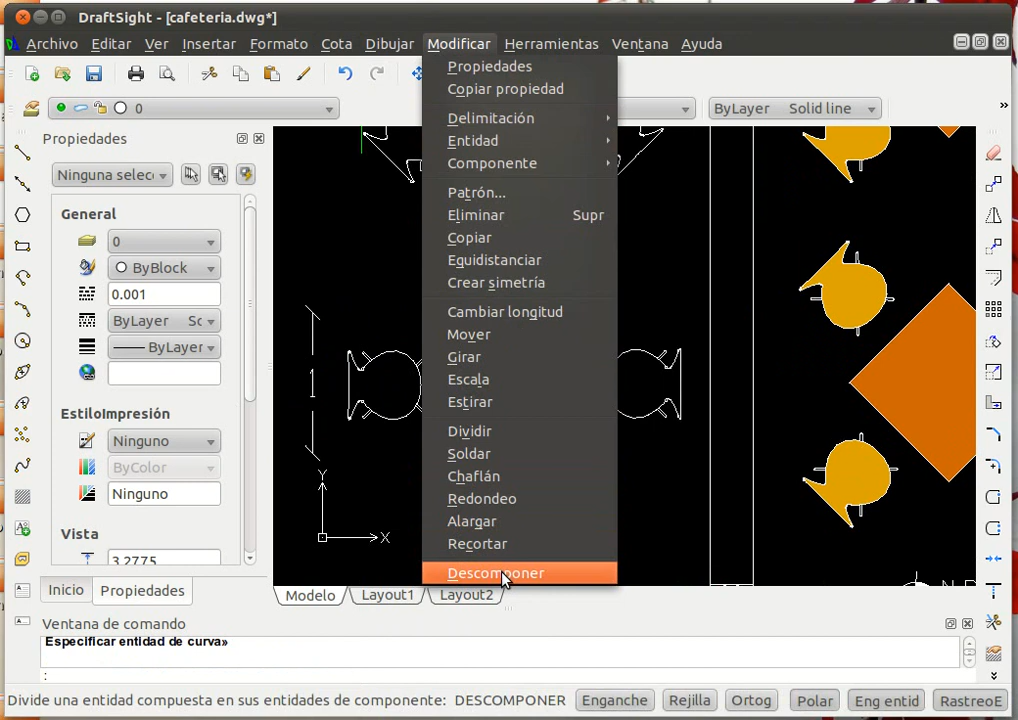 DraftSight - [cafeteria.dwg*]
Archivo Editar Ver Insertar Formato Cota Dibujar Modificar Herramientas Ventana Ayuda
0
ByLayer Solid line
Propiedades
General
0
ByBlock
0.001
ByLayer
ByLayer
EstiloImpresión
Ninguno
ByColor
Ninguno
Vista
3.2775
Inicio Propiedades
Propiedades
Copiar propiedad
Delimitación
Entidad
Componente
Patrón...
Eliminar Supr
Copiar
Equidistanciar
Crear simetría
Cambiar longitud
Mover
Girar
Escala
Estirar
Dividir
Soldar
Chaflán
Redondeo
Alargar
Recortar
Descomponer
1
Y
X
Modelo Layout1 Layout2
Ventana de comando
Especificar entidad de curva»
:
Divide una entidad compuesta en sus entidades de componente: DESCOMPONER Enganche Rejilla Ortog Polar Eng entid RastreoE